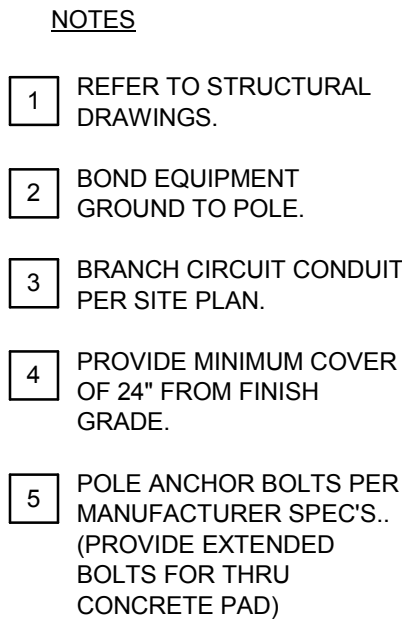 NOTES
1 REFER TO STRUCTURAL
DRAWINGS.
2 BOND EQUIPMENT
GROUND TO POLE.
3 BRANCH CIRCUIT CONDUIT
PER SITE PLAN.
4 PROVIDE MINIMUM COVER
OF 24" FROM FINISH
GRADE.
5 POLE ANCHOR BOLTS PER
MANUFACTURER SPEC'S..
(PROVIDE EXTENDED
BOLTS FOR THRU
CONCRETE PAD)